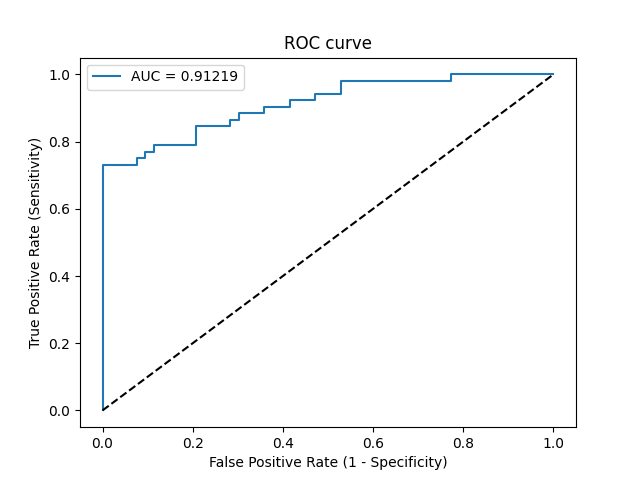 ROC curve
AUC = 0.91219
True Positive Rate (Sensitivity)
1.0
0.8
0.6
0.4
0.2
0.0
0.0 0.2 0.4 0.6 0.8 1.0
False Positive Rate (1 - Specificity)